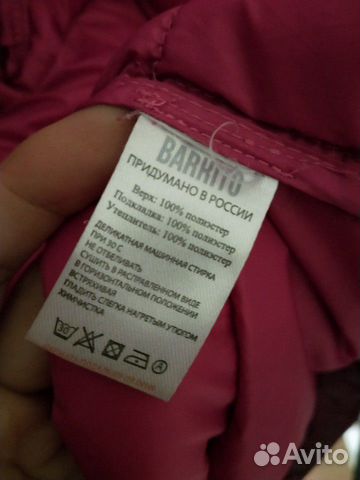 BARKITO
ПРИДУМАНО В РОССИИ
Верх: 100% полиэстер
Подкладка: 100% полиэстер
Утеплитель: 100% полиэстер
ДЕЛИКАТНАЯ МАШИННАЯ СТИРКА
ПРИ 30 С
НЕ ОТБЕЛИВАТЬ
СУШИТЬ В РАСПРАВЛЕННОМ ВИДЕ
В ГОРИЗОНТАЛЬНОМ ПОЛОЖЕНИИ
ВСТРЯХИВАЯ
ГЛАДИТЬ СЛЕГКА НАГРЕТЫМ УТЮГОМ
ХИМЧИСТКА
30
Avito